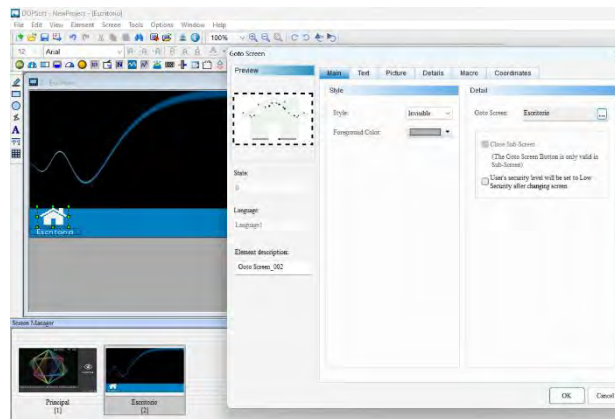 DOPSoft - NewProject - [Escritorio]
File Edit View Element Screen Tools Options Window Help
100%
12 Arial
Goto Screen
Preview
State:
0
Language:
Language1
Element description:
Goto Screen_002
Main Text Picture Details Macro Coordinates
Style
Style: Invisible
Foreground Color:
Detail
Goto Screen: Escritorio ...
Close Sub-Screen
(The Goto Screen Button is only valid in
Sub-Screen)
User's security level will be set to Low
Security after changing screen
OK Cancel
Escritorio
Screen Manager
Principal
[1]
Escritorio
[2]